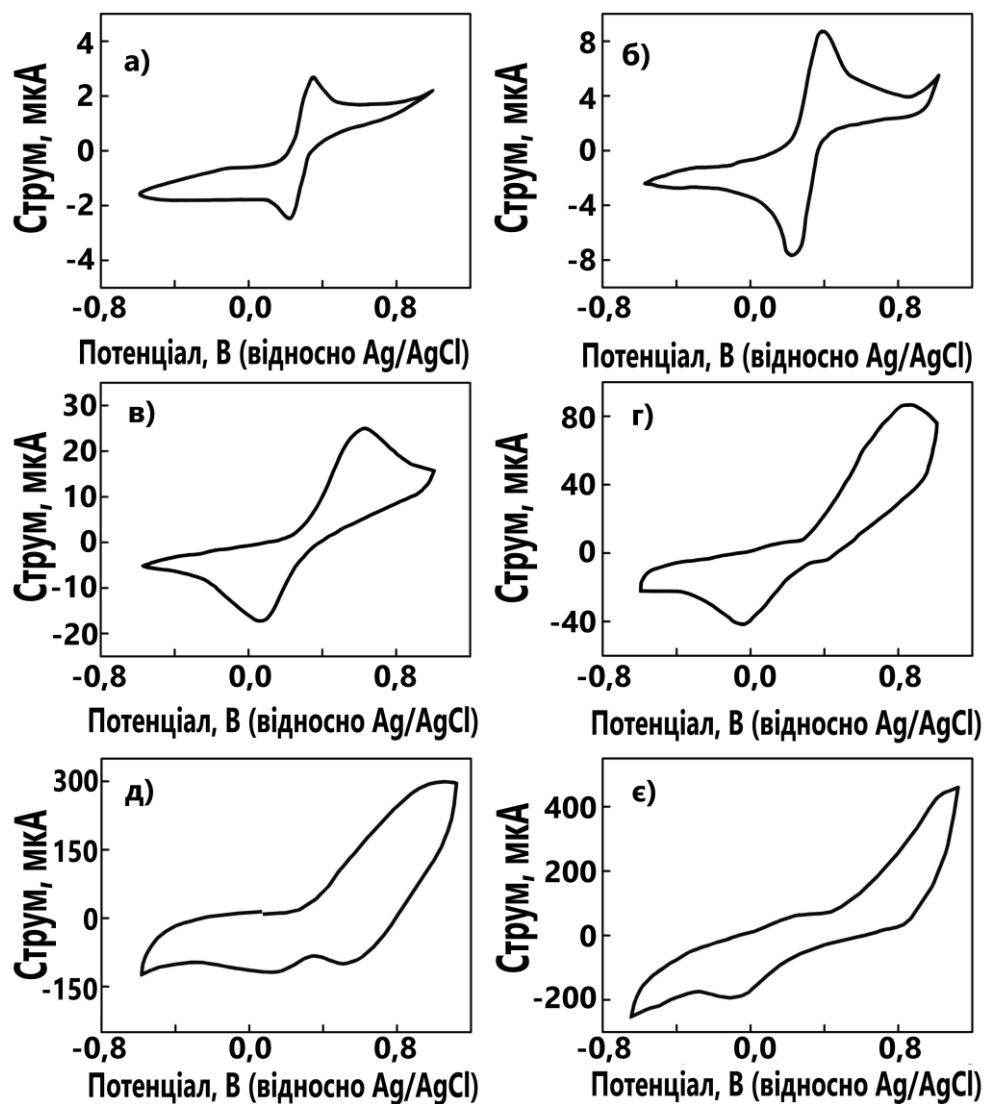 а)
Струм, мкА
4
2
0
-2
-4
-0,8 0,0 0,8
Потенціал, В (відносно Ag/AgCl)
б)
Струм, мкА
8
4
0
-4
-8
-0,8 0,0 0,8
Потенціал, В (відносно Ag/AgCl)
в)
Струм, мкА
30
20
10
0
-10
-20
-0,8 0,0 0,8
Потенціал, В (відносно Ag/AgCl)
г)
Струм, мкА
80
40
0
-40
-0,8 0,0 0,8
Потенціал, В (відносно Ag/AgCl)
д)
Струм, мкА
300
150
0
-150
-0,8 0,0 0,8
Потенціал, В (відносно Ag/AgCl)
є)
Струм, мкА
400
200
0
-200
-0,8 0,0 0,8
Потенціал, В (відносно Ag/AgCl)